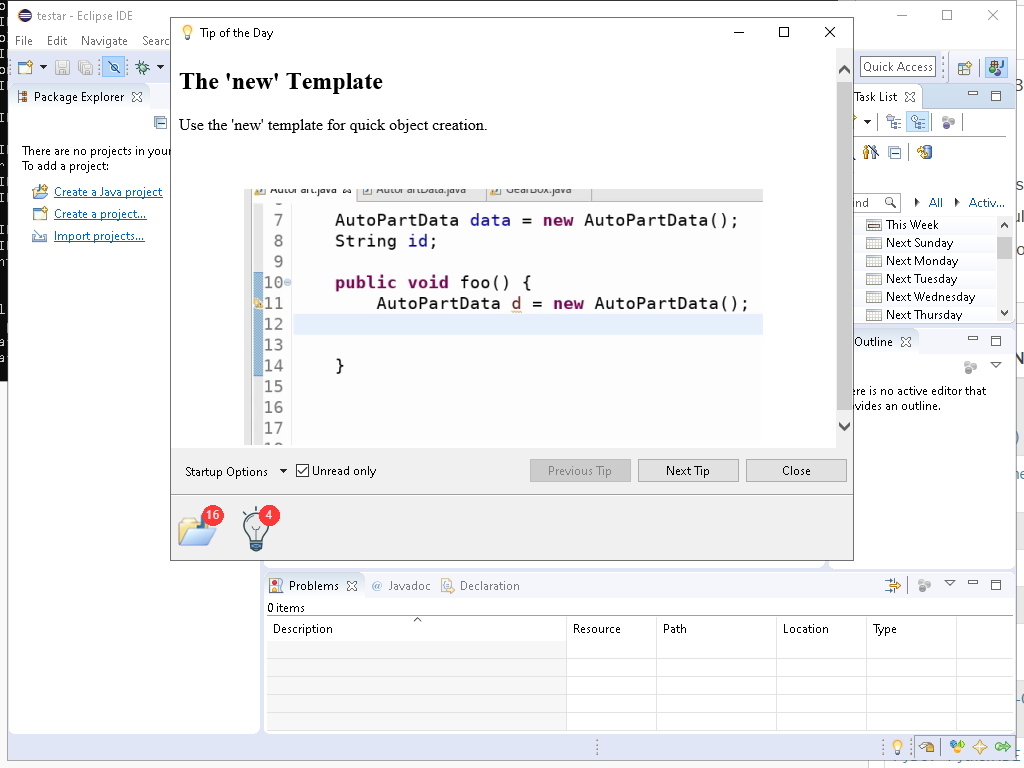 testar - Eclipse IDE
File Edit Navigate Searc
Package Explorer
There are no projects in your
To add a project:
Create a Java project
Create a project...
Import projects...
Tip of the Day
The 'new' Template
Use the 'new' template for quick object creation.
AutoPart.java AutoPartData.java GearBox.java
7 AutoPartData data = new AutoPartData();
8 String id;
9
10 public void foo() {
11 AutoPartData d = new AutoPartData();
12
13
14 }
15
16
17
18
Startup Options Unread only Previous Tip Next Tip Close
16 4
Quick Access
Task List
All Activ...
This Week
Next Sunday
Next Monday
Next Tuesday
Next Wednesday
Next Thursday
Outline
ere is no active editor that
vides an outline.
Problems @ Javadoc Declaration
0 items
Description Resource Path Location Type